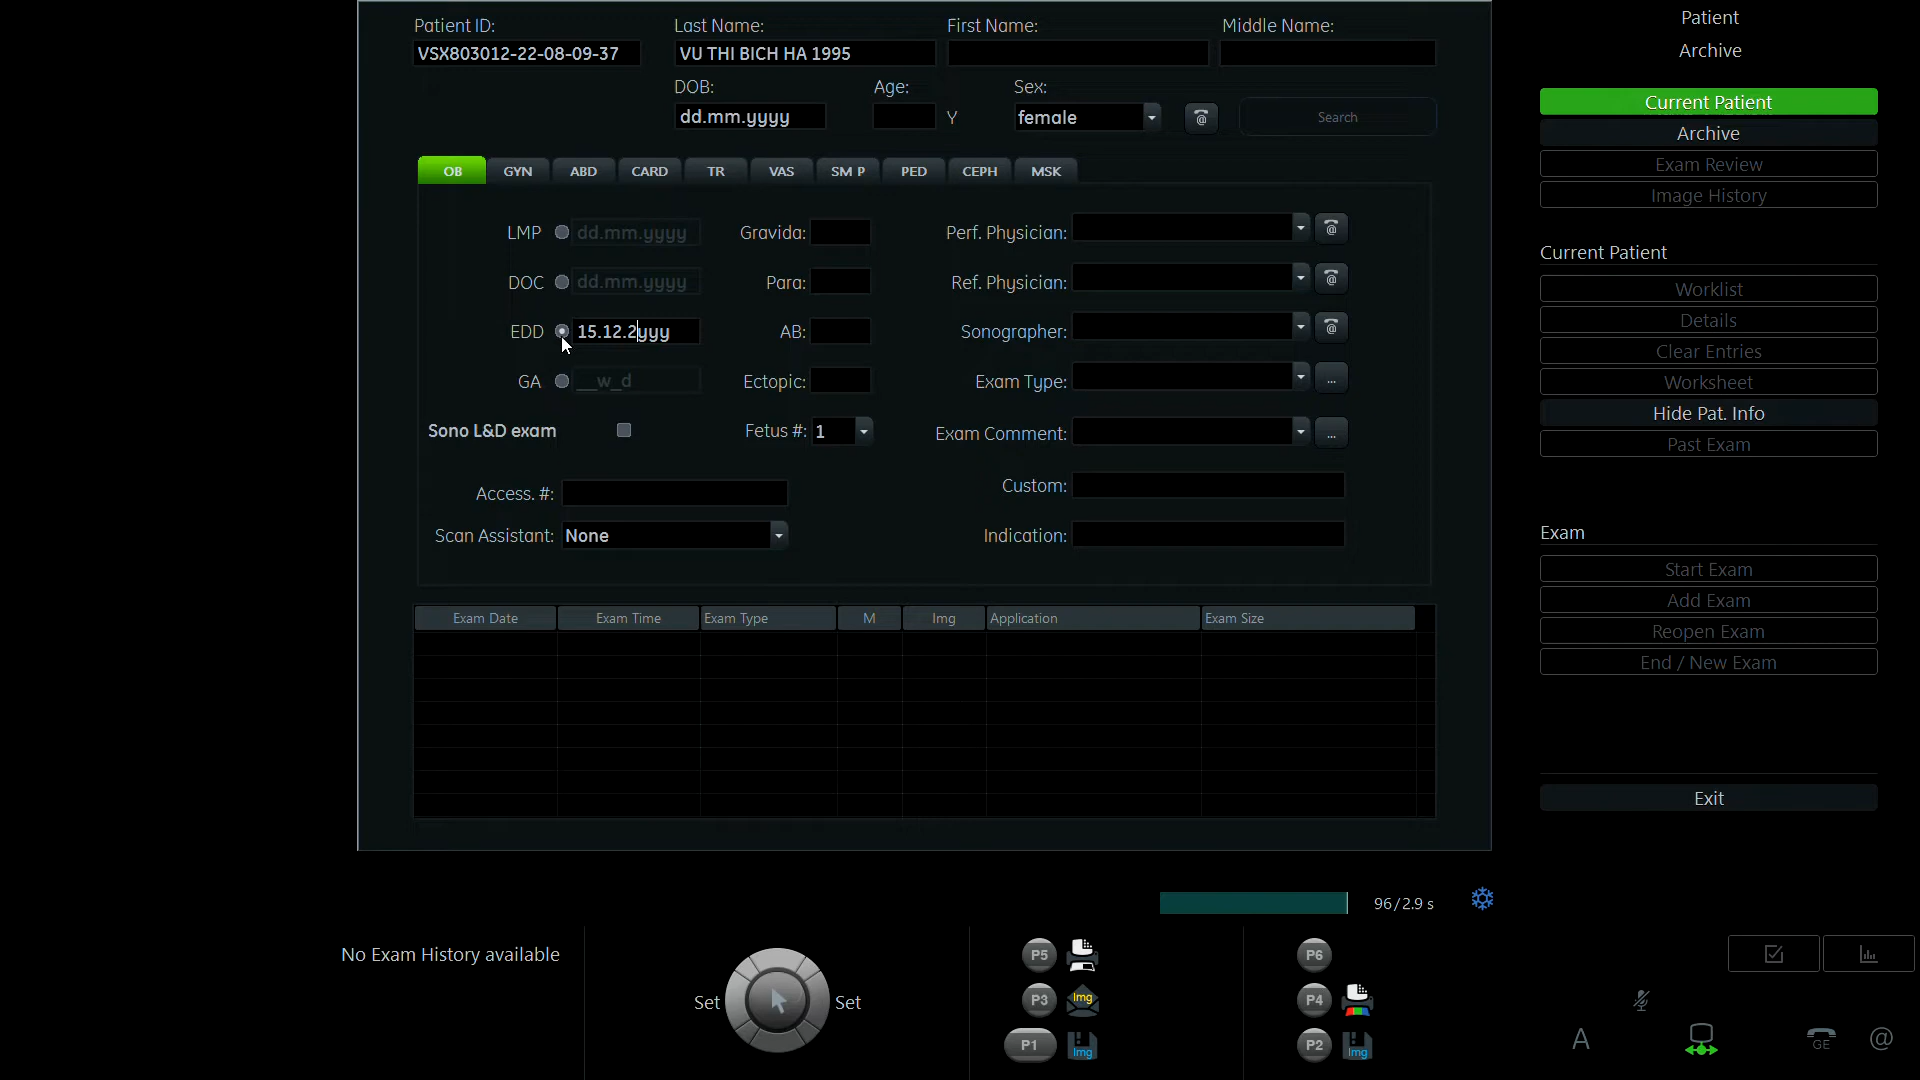 Patient ID: Last Name: First Name: Middle Name:
VSX803012-22-08-09-37 VU THI BICH HA 1995
DOB: Age: Sex:
dd.mm.yyyy Y female @ Search
OB GYN ABD CARD TR VAS SM P PED CEPH MSK
LMP dd.mm.yyyy Gravida: Perf. Physician: @
DOC dd.mm.yyyy Para: Ref. Physician: @
EDD 15.12.2yyy AB: Sonographer: @
GA __w_d Ectopic: Exam Type: ...
Sono L&D exam Fetus #: 1 Exam Comment: ...
Access. #: Custom:
Scan Assistant: None Indication:
Exam Date Exam Time Exam Type M Img Application Exam Size
Patient
Archive
Current Patient
Archive
Exam Review
Image History
Current Patient
Worklist
Details
Clear Entries
Worksheet
Hide Pat. Info
Past Exam
Exam
Start Exam
Add Exam
Reopen Exam
End / New Exam
Exit
96/2.9 s
No Exam History available
Set Set
P5 P6
P3 Img P4
P1 Img P2 Img
A GE @